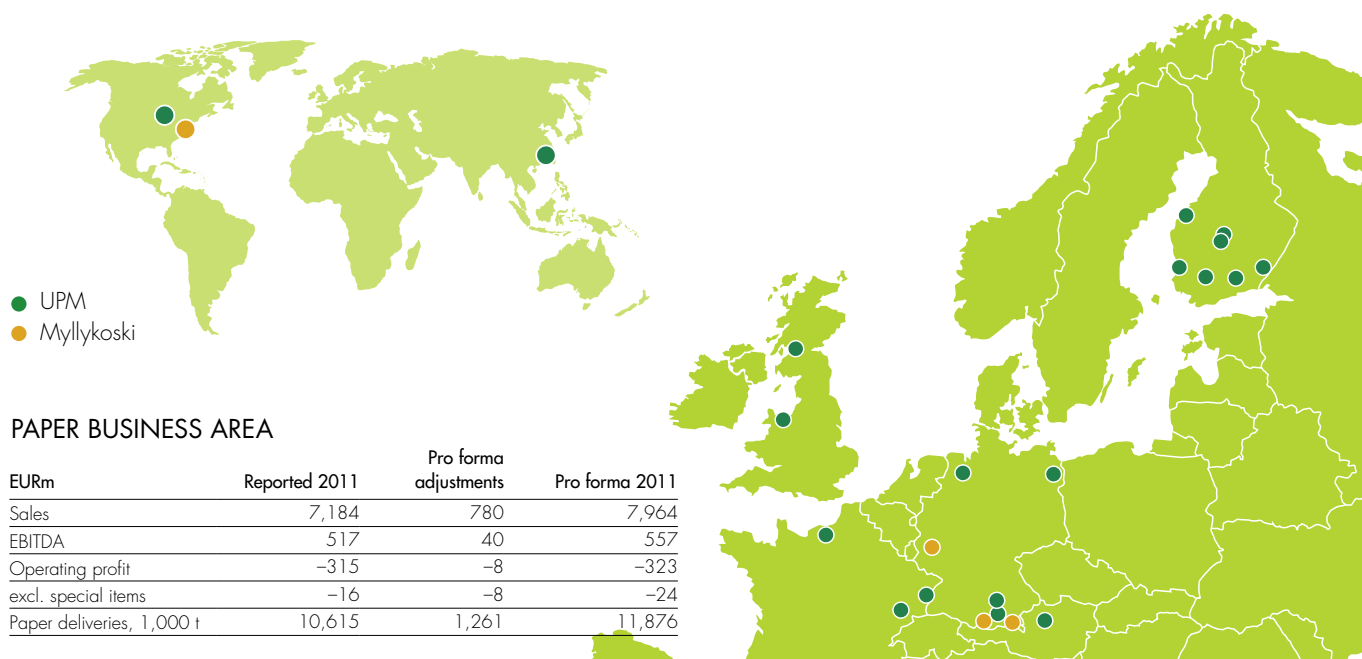 UPM
Myllykoski
PAPER BUSINESS AREA
EURm Reported 2011 Pro forma adjustments Pro forma 2011
Sales 7,184 780 7,964
EBITDA 517 40 557
Operating profit –315 –8 –323
excl. special items –16 –8 –24
Paper deliveries, 1,000 t 10,615 1,261 11,876